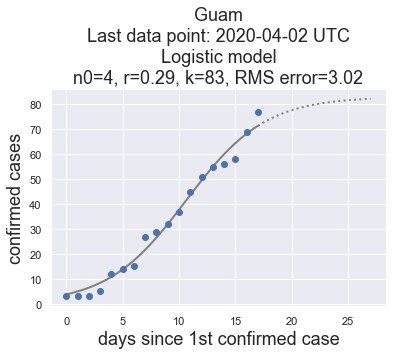 Guam
Last data point: 2020-04-02 UTC
Logistic model
n0=4, r=0.29, k=83, RMS error=3.02
80
70
60
50
40
30
20
10
0
confirmed cases
0 5 10 15 20 25
days since 1st confirmed case